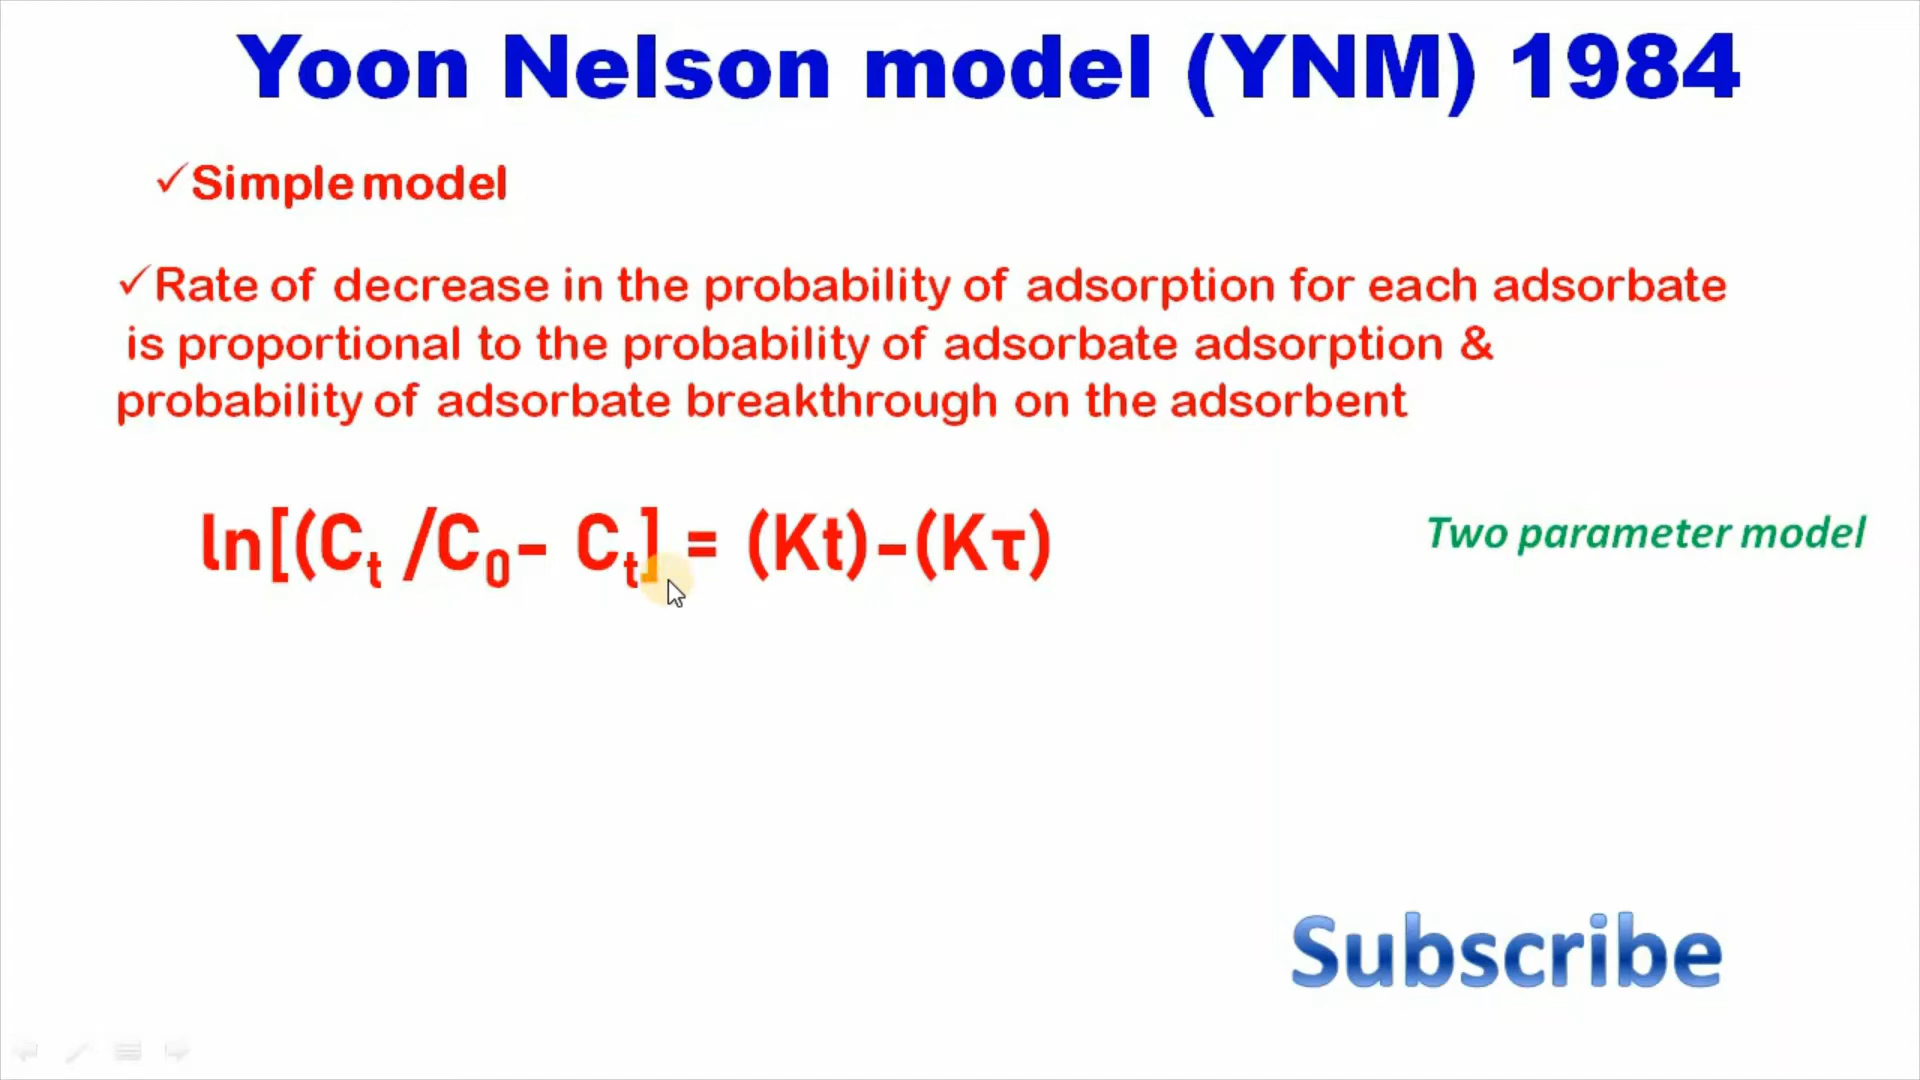 Yoon Nelson model (YNM) 1984
✓Simple model
✓Rate of decrease in the probability of adsorption for each adsorbate
is proportional to the probability of adsorbate adsorption &
probability of adsorbate breakthrough on the adsorbent
ln[(Cₜ /C₀- Cₜ] = (Kt)-(Kτ)
Two parameter model
Subscribe